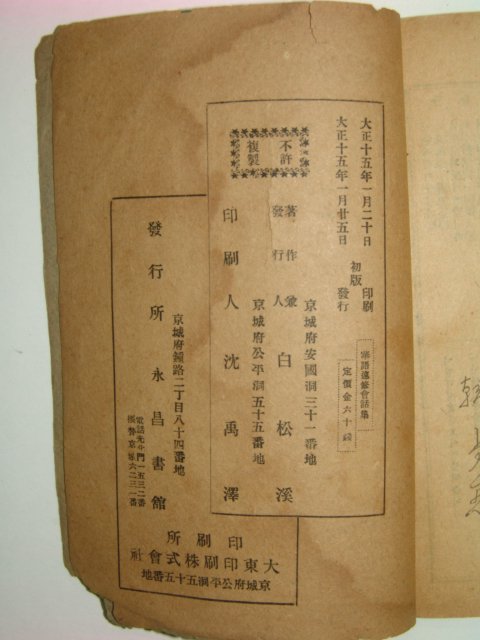 大正十五年一月二十日 印刷
大正十五年一月廿五日 發行
初版
定價金六十錢
不許
複製
著作兼
發行人
京城府安國洞三十一番地
白松溪
京城府公平洞五十五番地
印刷人 沈禹澤
京城府鍾路二丁目八十四番地
發行所 永昌書館
印刷所
大東印刷株式會社
京城府公平洞五十五番地